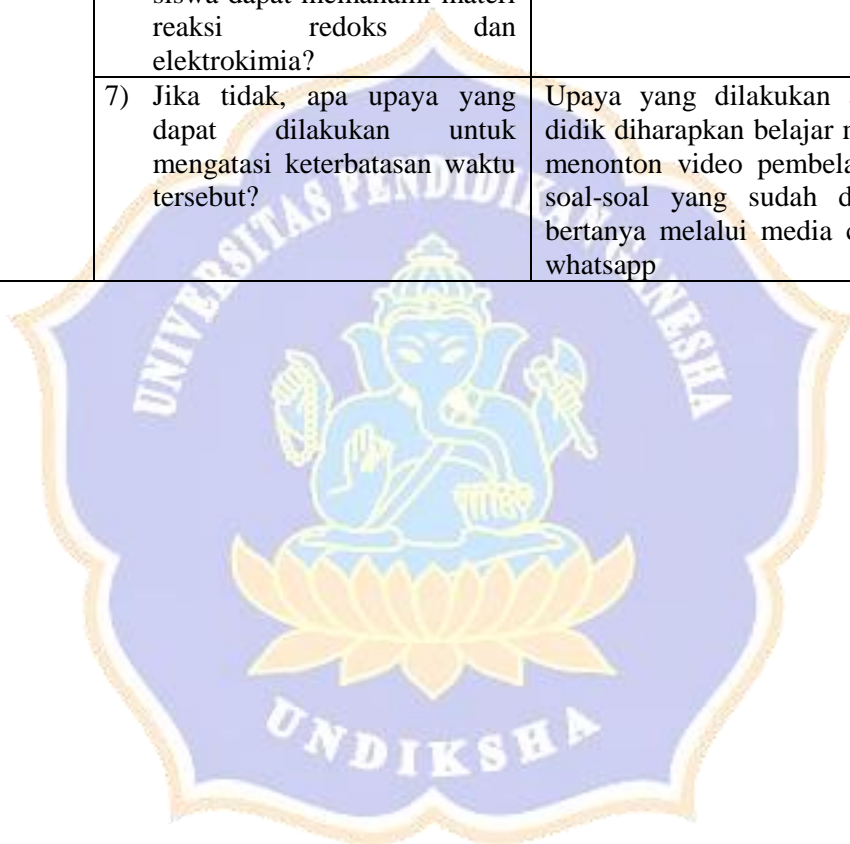 siswa dapat memahami materi
reaksi redoks dan
elektrokimia?
7) Jika tidak, apa upaya yang
dapat dilakukan untuk
mengatasi keterbatasan waktu
tersebut?
Upaya yang dilakukan
didik diharapkan belajar
menonton video
soal-soal yang sudah
bertanya melalui media
whatsapp
UNIVERSITAS PENDIDIKAN GANESHA
UNDIKSHA